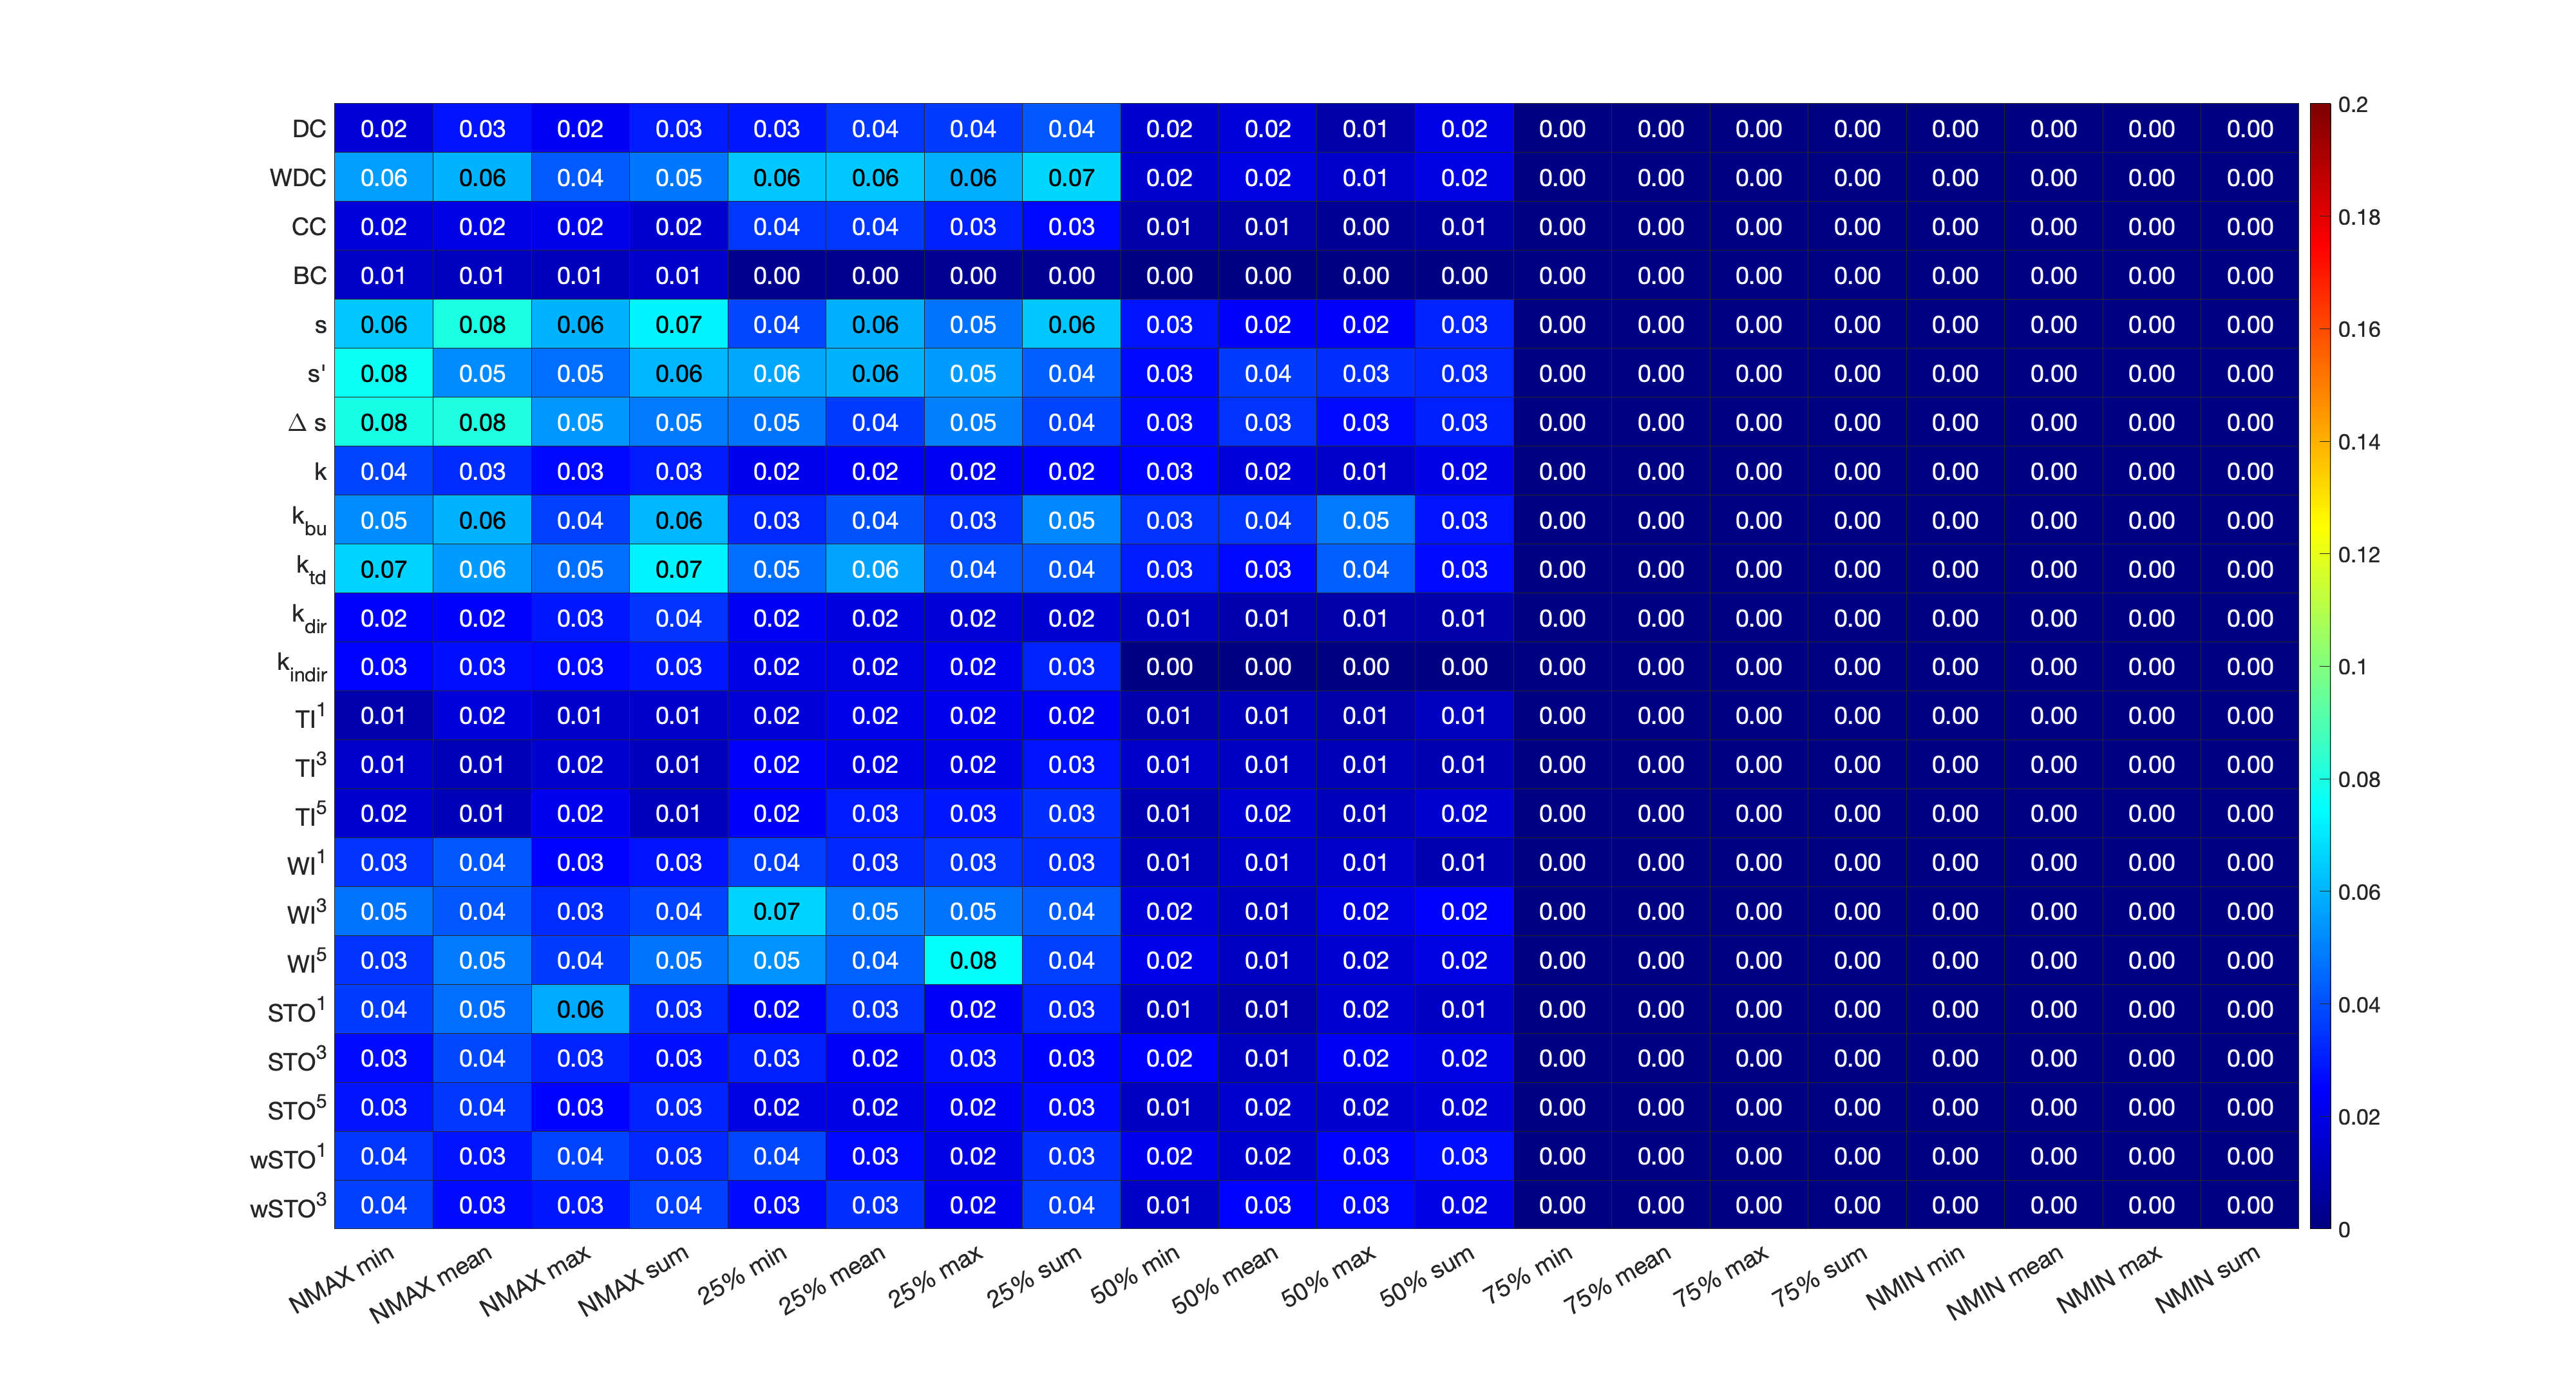 DC 0.02 0.03 0.02 0.03 0.03 0.04 0.04 0.04 0.02 0.02 0.01 0.02 0.00 0.00 0.00 0.00 0.00 0.00 0.00 0.00
WDC 0.06 0.06 0.04 0.05 0.06 0.06 0.06 0.07 0.02 0.02 0.01 0.02 0.00 0.00 0.00 0.00 0.00 0.00 0.00 0.00
CC 0.02 0.02 0.02 0.02 0.04 0.04 0.03 0.03 0.01 0.01 0.00 0.01 0.00 0.00 0.00 0.00 0.00 0.00 0.00 0.00
BC 0.01 0.01 0.01 0.01 0.00 0.00 0.00 0.00 0.00 0.00 0.00 0.00 0.00 0.00 0.00 0.00 0.00 0.00 0.00 0.00
s 0.06 0.08 0.06 0.07 0.04 0.06 0.05 0.06 0.03 0.02 0.02 0.03 0.00 0.00 0.00 0.00 0.00 0.00 0.00 0.00
s' 0.08 0.05 0.05 0.06 0.06 0.06 0.05 0.04 0.03 0.04 0.03 0.03 0.00 0.00 0.00 0.00 0.00 0.00 0.00 0.00
Δ s 0.08 0.08 0.05 0.05 0.05 0.04 0.05 0.04 0.03 0.03 0.03 0.03 0.00 0.00 0.00 0.00 0.00 0.00 0.00 0.00
k 0.04 0.03 0.03 0.03 0.02 0.02 0.02 0.02 0.03 0.02 0.01 0.02 0.00 0.00 0.00 0.00 0.00 0.00 0.00 0.00
k_bu 0.05 0.06 0.04 0.06 0.03 0.04 0.03 0.05 0.03 0.04 0.05 0.03 0.00 0.00 0.00 0.00 0.00 0.00 0.00 0.00
k_td 0.07 0.06 0.05 0.07 0.05 0.06 0.04 0.04 0.03 0.03 0.04 0.03 0.00 0.00 0.00 0.00 0.00 0.00 0.00 0.00
k_dir 0.02 0.02 0.03 0.04 0.02 0.02 0.02 0.02 0.01 0.01 0.01 0.01 0.00 0.00 0.00 0.00 0.00 0.00 0.00 0.00
k_indir 0.03 0.03 0.03 0.03 0.02 0.02 0.02 0.03 0.00 0.00 0.00 0.00 0.00 0.00 0.00 0.00 0.00 0.00 0.00 0.00
TI¹ 0.01 0.02 0.01 0.01 0.02 0.02 0.02 0.02 0.01 0.01 0.01 0.01 0.00 0.00 0.00 0.00 0.00 0.00 0.00 0.00
TI³ 0.01 0.01 0.02 0.01 0.02 0.02 0.02 0.03 0.01 0.01 0.01 0.01 0.00 0.00 0.00 0.00 0.00 0.00 0.00 0.00
TI⁵ 0.02 0.01 0.02 0.01 0.02 0.03 0.03 0.03 0.01 0.02 0.01 0.02 0.00 0.00 0.00 0.00 0.00 0.00 0.00 0.00
WI¹ 0.03 0.04 0.03 0.03 0.04 0.03 0.03 0.03 0.01 0.01 0.01 0.01 0.00 0.00 0.00 0.00 0.00 0.00 0.00 0.00
WI³ 0.05 0.04 0.03 0.04 0.07 0.05 0.05 0.04 0.02 0.01 0.02 0.02 0.00 0.00 0.00 0.00 0.00 0.00 0.00 0.00
WI⁵ 0.03 0.05 0.04 0.05 0.05 0.04 0.08 0.04 0.02 0.01 0.02 0.02 0.00 0.00 0.00 0.00 0.00 0.00 0.00 0.00
STO¹ 0.04 0.05 0.06 0.03 0.02 0.03 0.02 0.03 0.01 0.01 0.02 0.01 0.00 0.00 0.00 0.00 0.00 0.00 0.00 0.00
STO³ 0.03 0.04 0.03 0.03 0.03 0.02 0.03 0.03 0.02 0.01 0.02 0.02 0.00 0.00 0.00 0.00 0.00 0.00 0.00 0.00
STO⁵ 0.03 0.04 0.03 0.03 0.02 0.02 0.02 0.03 0.01 0.02 0.02 0.02 0.00 0.00 0.00 0.00 0.00 0.00 0.00 0.00
wSTO¹ 0.04 0.03 0.04 0.03 0.04 0.03 0.02 0.03 0.02 0.02 0.03 0.03 0.00 0.00 0.00 0.00 0.00 0.00 0.00 0.00
wSTO³ 0.04 0.03 0.03 0.04 0.03 0.03 0.02 0.04 0.01 0.03 0.03 0.02 0.00 0.00 0.00 0.00 0.00 0.00 0.00 0.00
NMAX min NMAX mean NMAX max NMAX sum 25% min 25% mean 25% max 25% sum 50% min 50% mean 50% max 50% sum 75% min 75% mean 75% max 75% sum NMIN min NMIN mean NMIN max NMIN sum
0.2
0.18
0.16
0.14
0.12
0.1
0.08
0.06
0.04
0.02
0